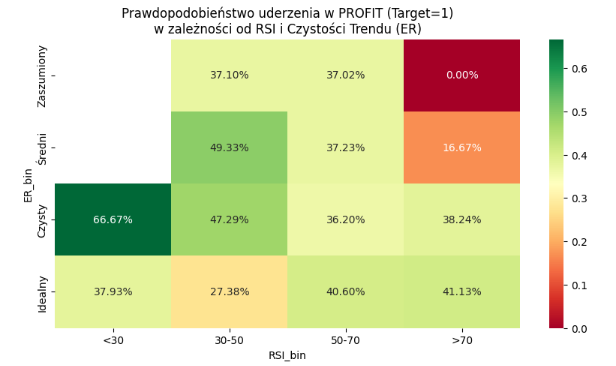 Prawdopodobieństwo uderzenia w PROFIT (Target=1)
w zależności od RSI i Czystości Trendu (ER)
ER_bin
Zaszumiony
37.10% 37.02% 0.00%
Średni
49.33% 37.23% 16.67%
Czysty
66.67% 47.29% 36.20% 38.24%
Idealny
37.93% 27.38% 40.60% 41.13%
<30 30-50 50-70 >70
RSI_bin
0.6
0.5
0.4
0.3
0.2
0.1
0.0